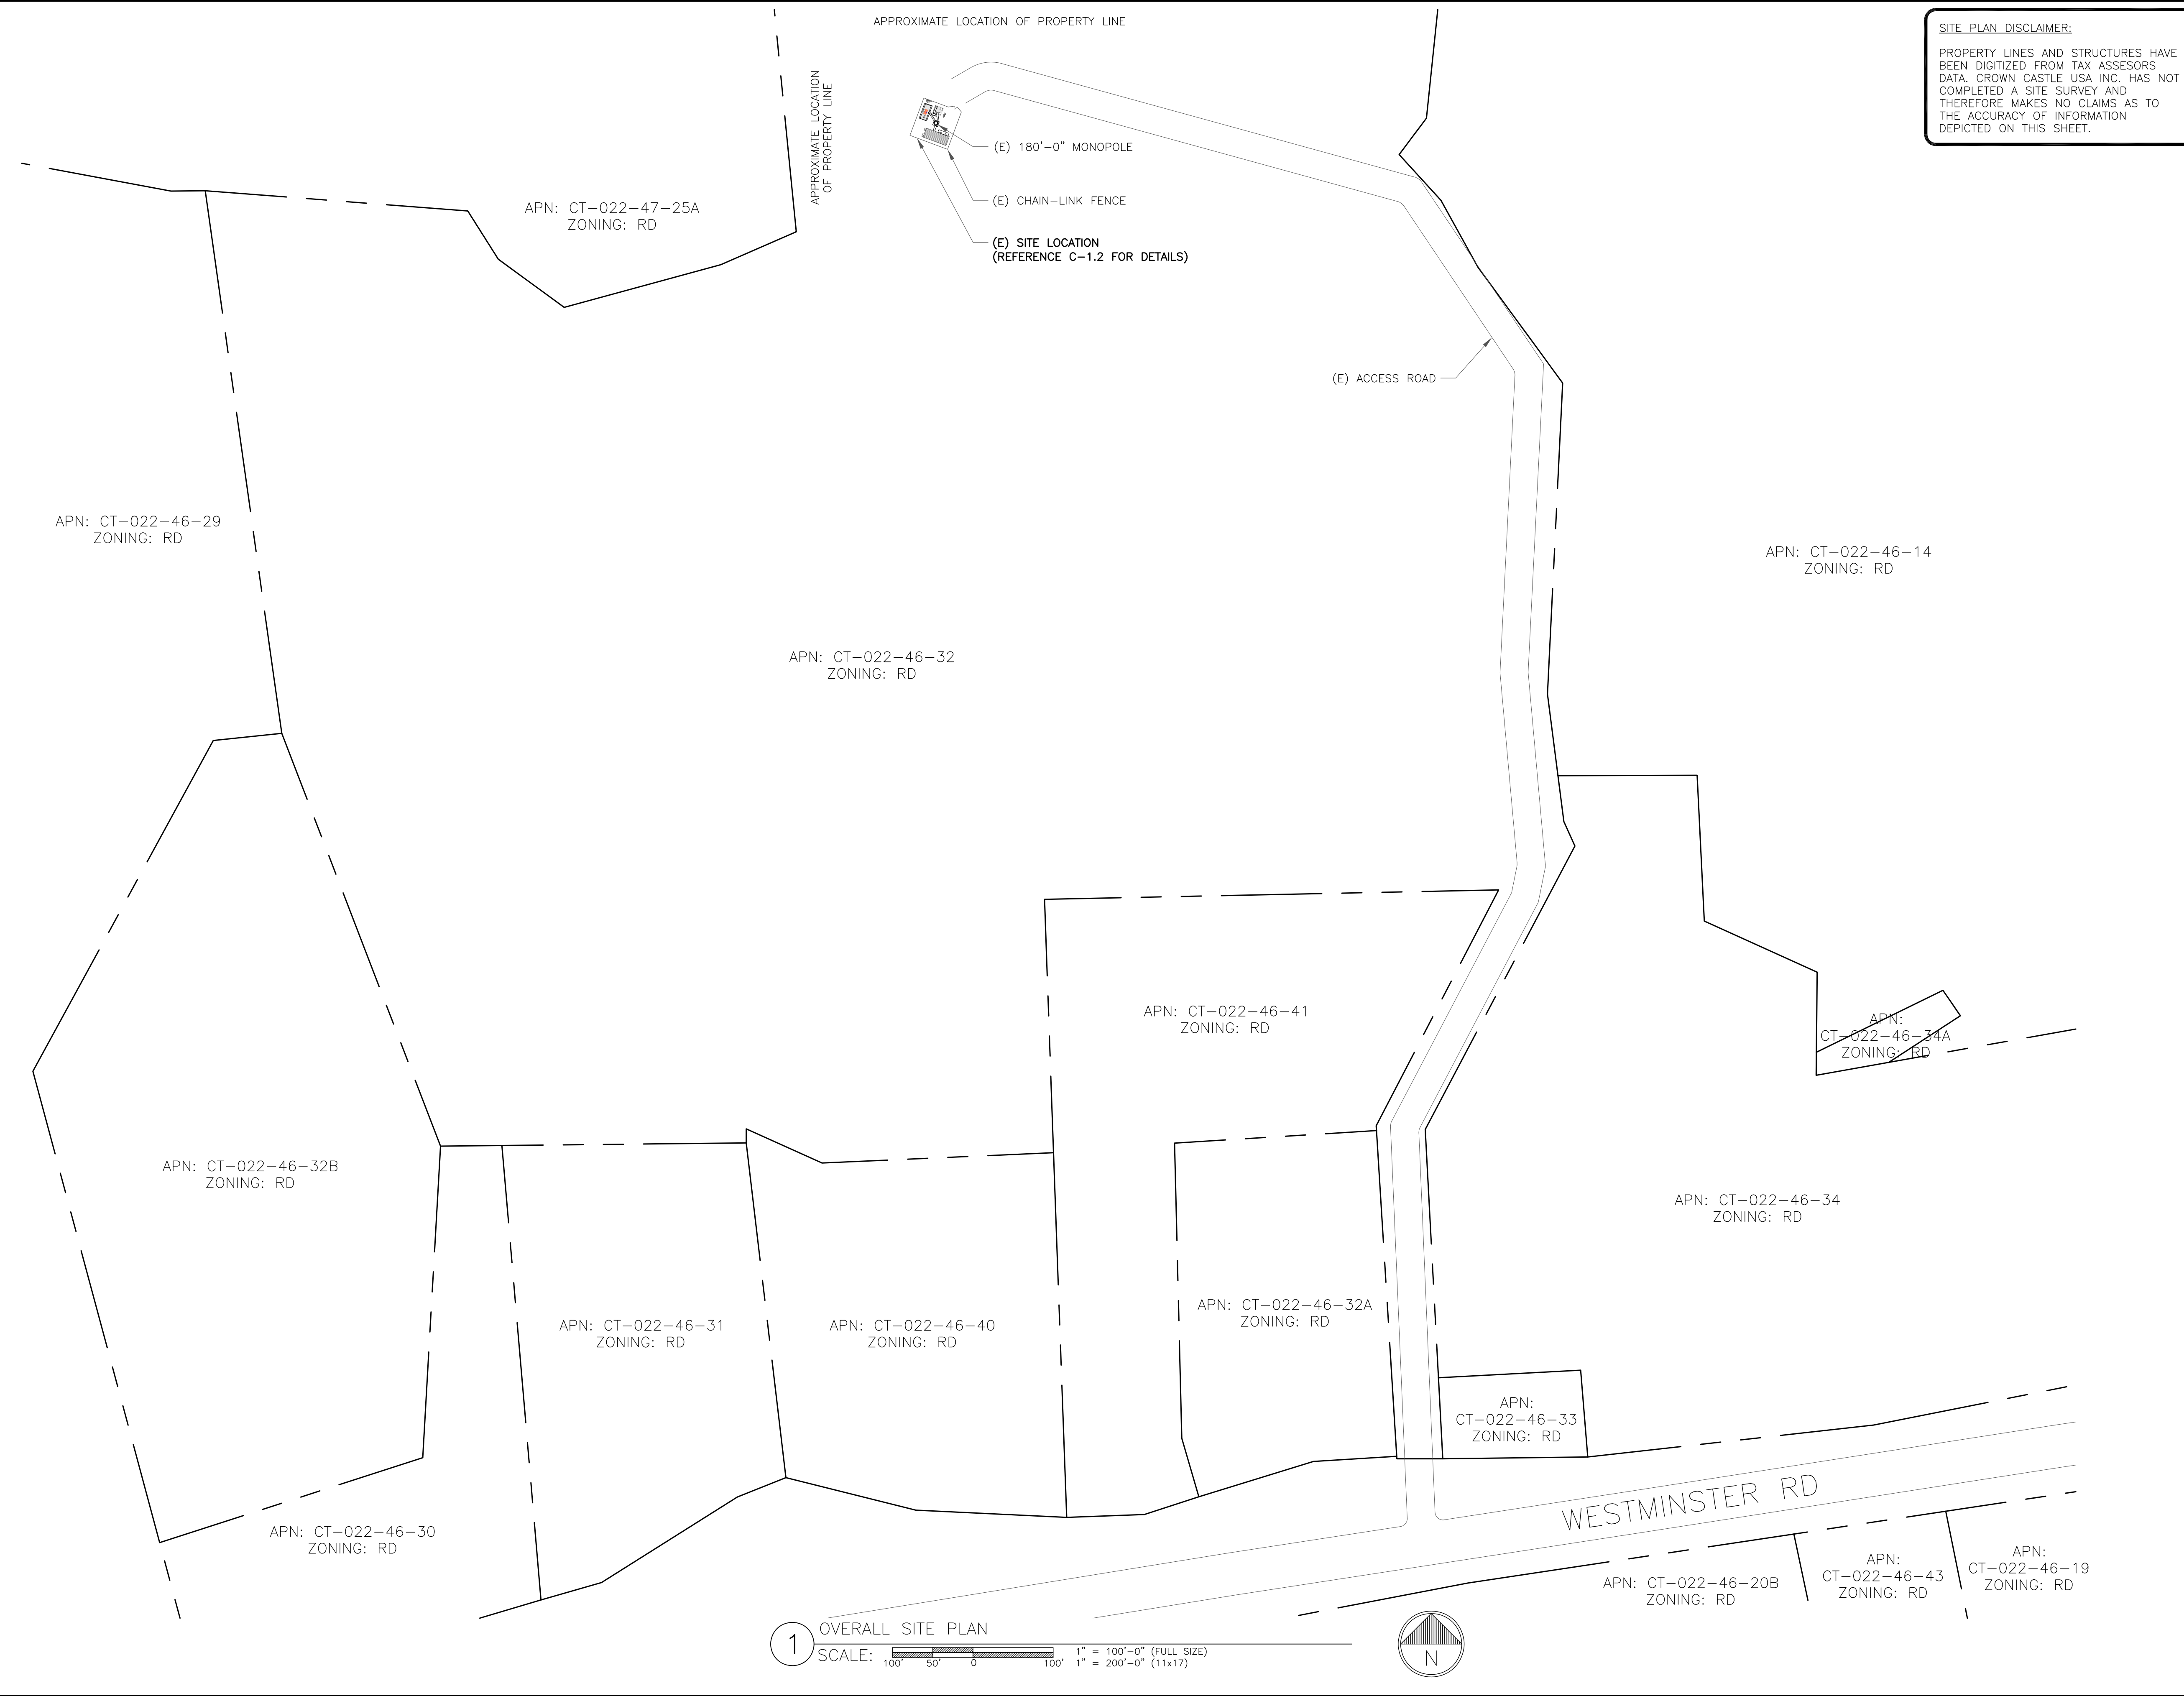 APPROXIMATE LOCATION OF PROPERTY LINE
SITE PLAN DISCLAIMER:
PROPERTY LINES AND STRUCTURES HAVE
BEEN DIGITIZED FROM TAX ASSESORS
DATA. CROWN CASTLE USA INC. HAS NOT
COMPLETED A SITE SURVEY AND
THEREFORE MAKES NO CLAIMS AS TO
THE ACCURACY OF INFORMATION
DEPICTED ON THIS SHEET.
APPROXIMATE LOCATION
OF PROPERTY LINE
(E) 180'-0" MONOPOLE
(E) CHAIN-LINK FENCE
(E) SITE LOCATION
(REFERENCE C-1.2 FOR DETAILS)
APN: CT-022-47-25A
ZONING: RD
(E) ACCESS ROAD
APN: CT-022-46-29
ZONING: RD
APN: CT-022-46-14
ZONING: RD
APN: CT-022-46-32
ZONING: RD
APN: CT-022-46-41
ZONING: RD
APN:
CT-022-46-34A
ZONING: RD
APN: CT-022-46-32B
ZONING: RD
APN: CT-022-46-34
ZONING: RD
APN: CT-022-46-31
ZONING: RD
APN: CT-022-46-40
ZONING: RD
APN: CT-022-46-32A
ZONING: RD
APN:
CT-022-46-33
ZONING: RD
WESTMINSTER RD
APN: CT-022-46-30
ZONING: RD
APN: CT-022-46-20B
ZONING: RD
APN:
CT-022-46-43
ZONING: RD
APN:
CT-022-46-19
ZONING: RD
1
OVERALL SITE PLAN
SCALE:
100' 50' 0 100'
1" = 100'-0" (FULL SIZE)
1" = 200'-0" (11x17)
N